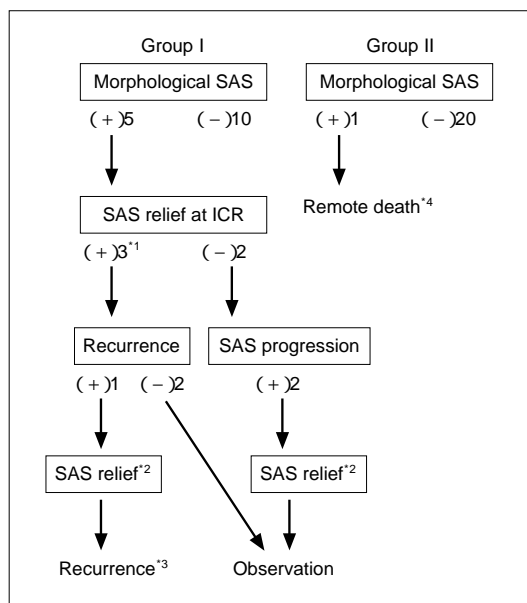 Group I Group II
Morphological SAS Morphological SAS
(+)5 (−)10 (+)1 (−)20
SAS relief at ICR Remote death*4
(+)3*1 (−)2
Recurrence SAS progression
(+)1 (−)2 (+)2
SAS relief*2 SAS relief*2
Recurrence*3 Observation